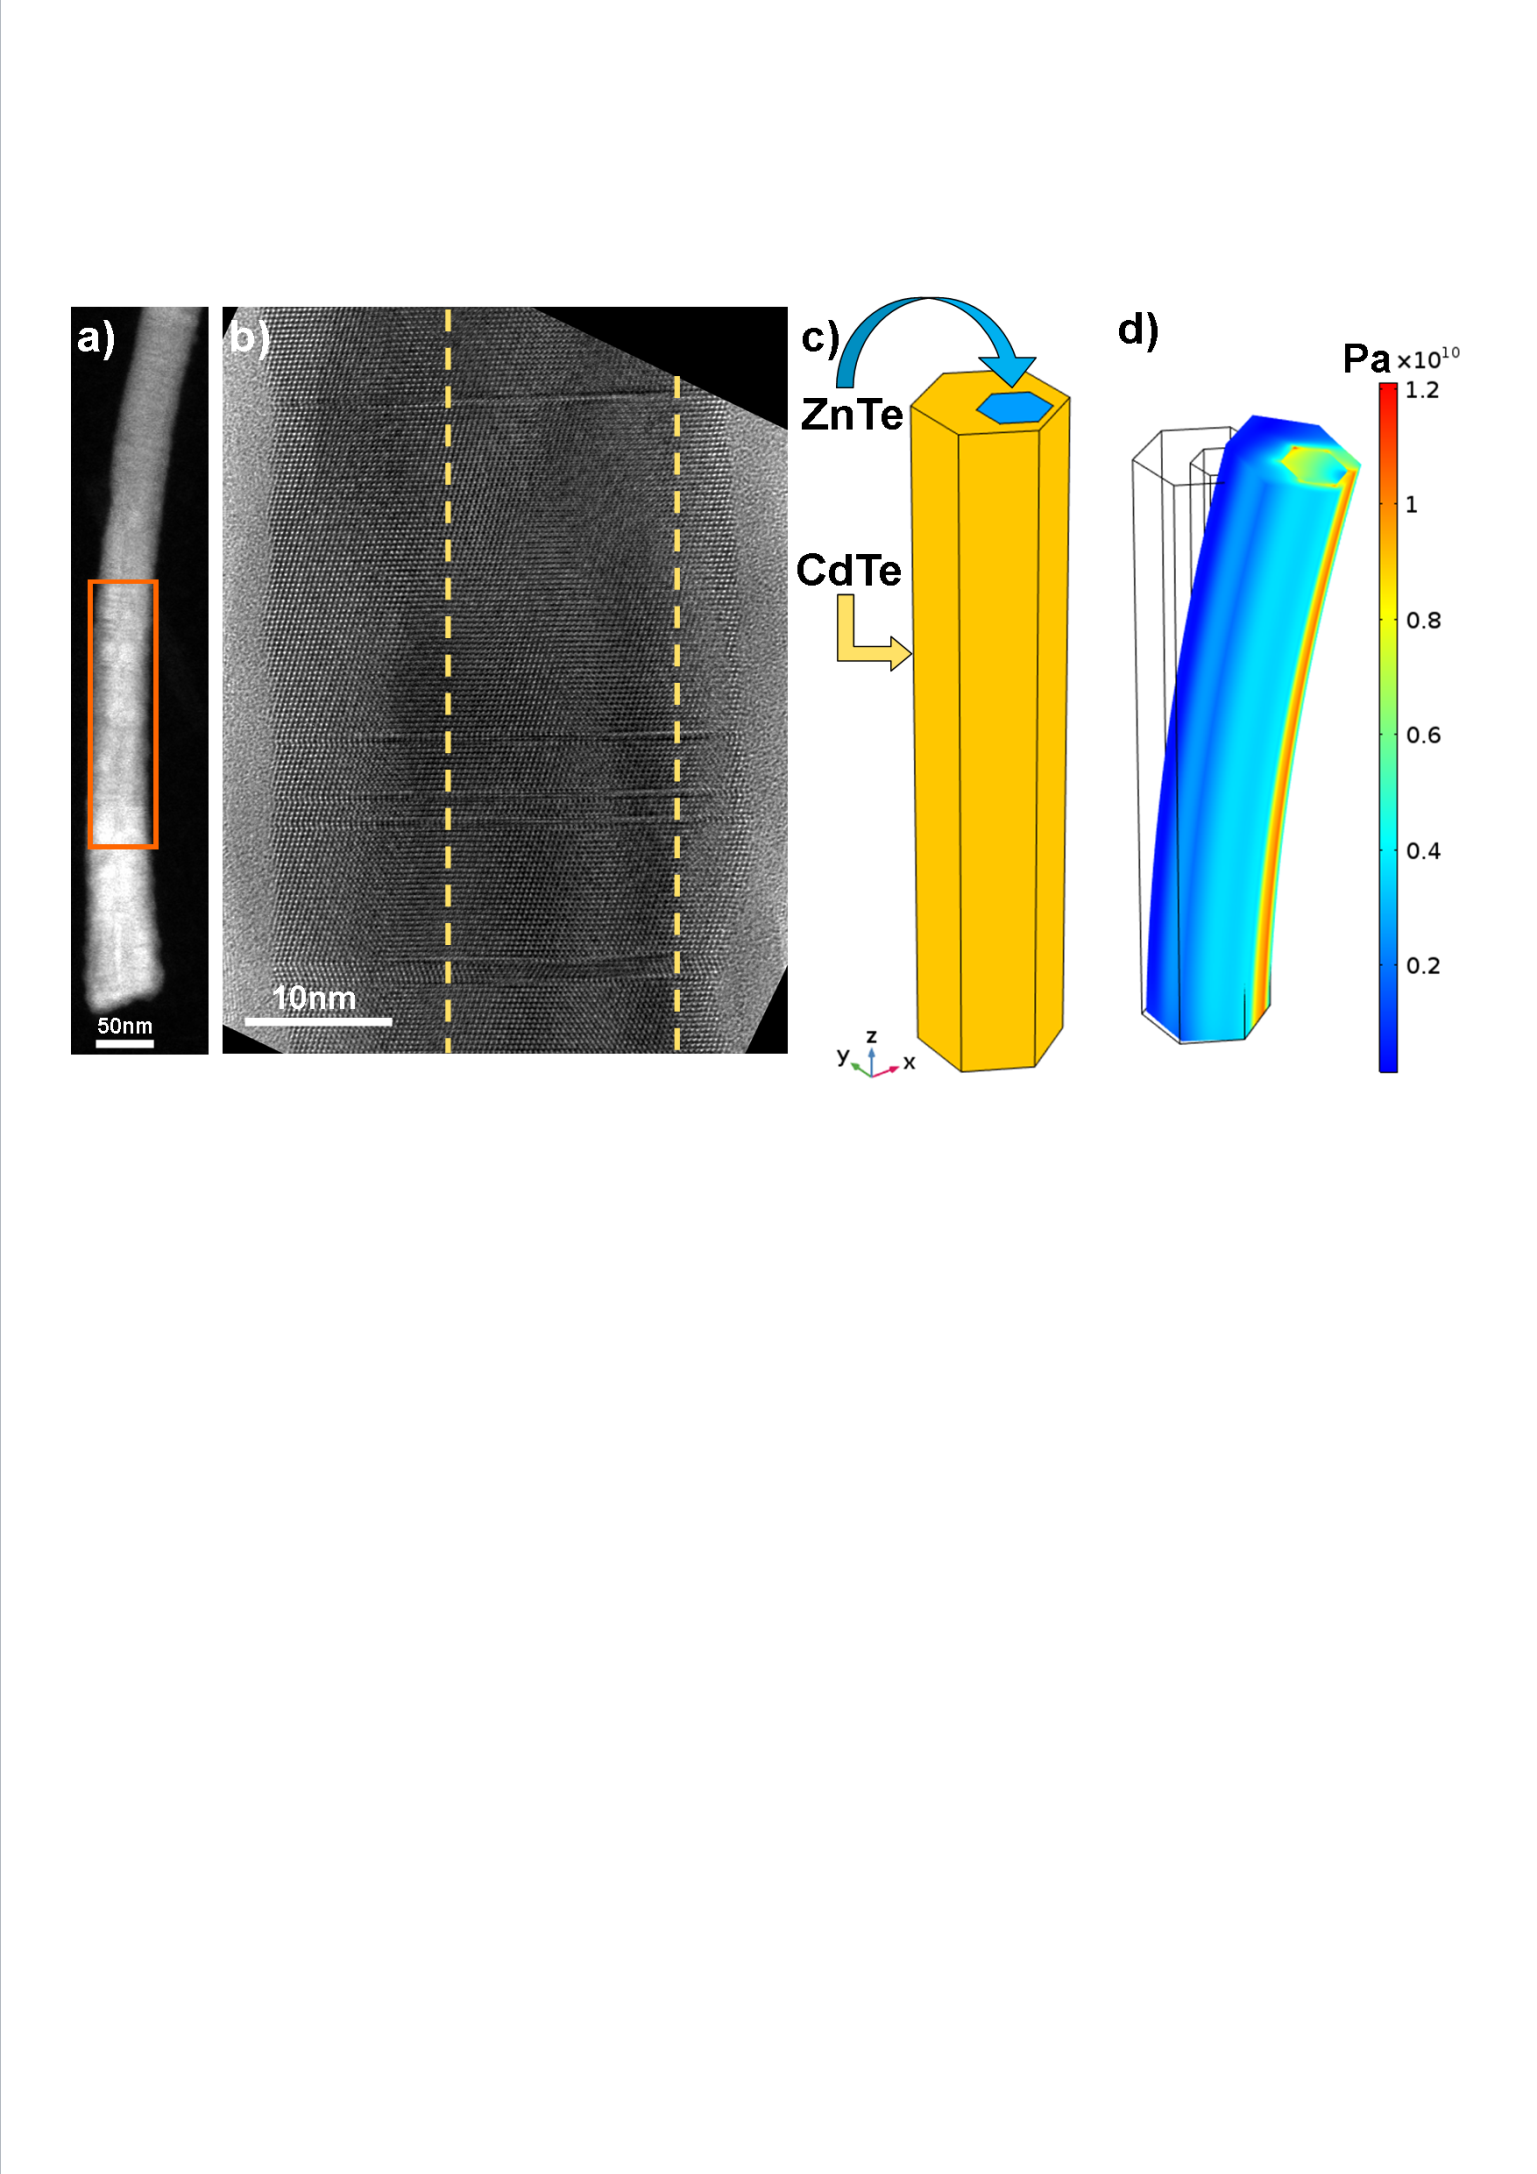 a)
50nm
b)
10nm
c)
ZnTe
CdTe
z
y
x
d)
Pa ×10¹⁰
1.2
1
0.8
0.6
0.4
0.2